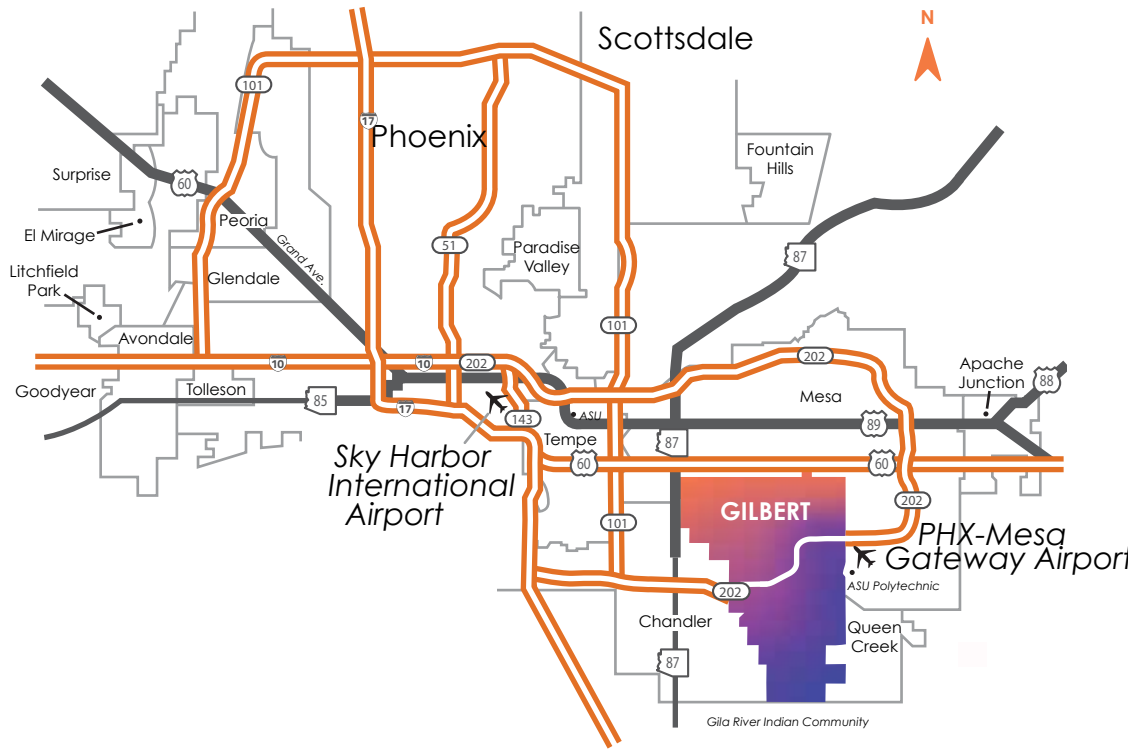 N
Scottsdale
101
17
Phoenix
Fountain
Hills
Surprise
60
El Mirage
Peoria
Grand Ave.
51
Paradise
Valley
87
Litchfield
Park
Glendale
Avondale
101
10
10
202
202
Apache
Junction
88
Goodyear
Tolleson
85
17
143
ASU
Mesa
89
Tempe
87
Sky Harbor
International
Airport
60
60
GILBERT
202
101
PHX-Mesa
Gateway Airport
ASU Polytechnic
202
Chandler
Queen
Creek
87
Gila River Indian Community